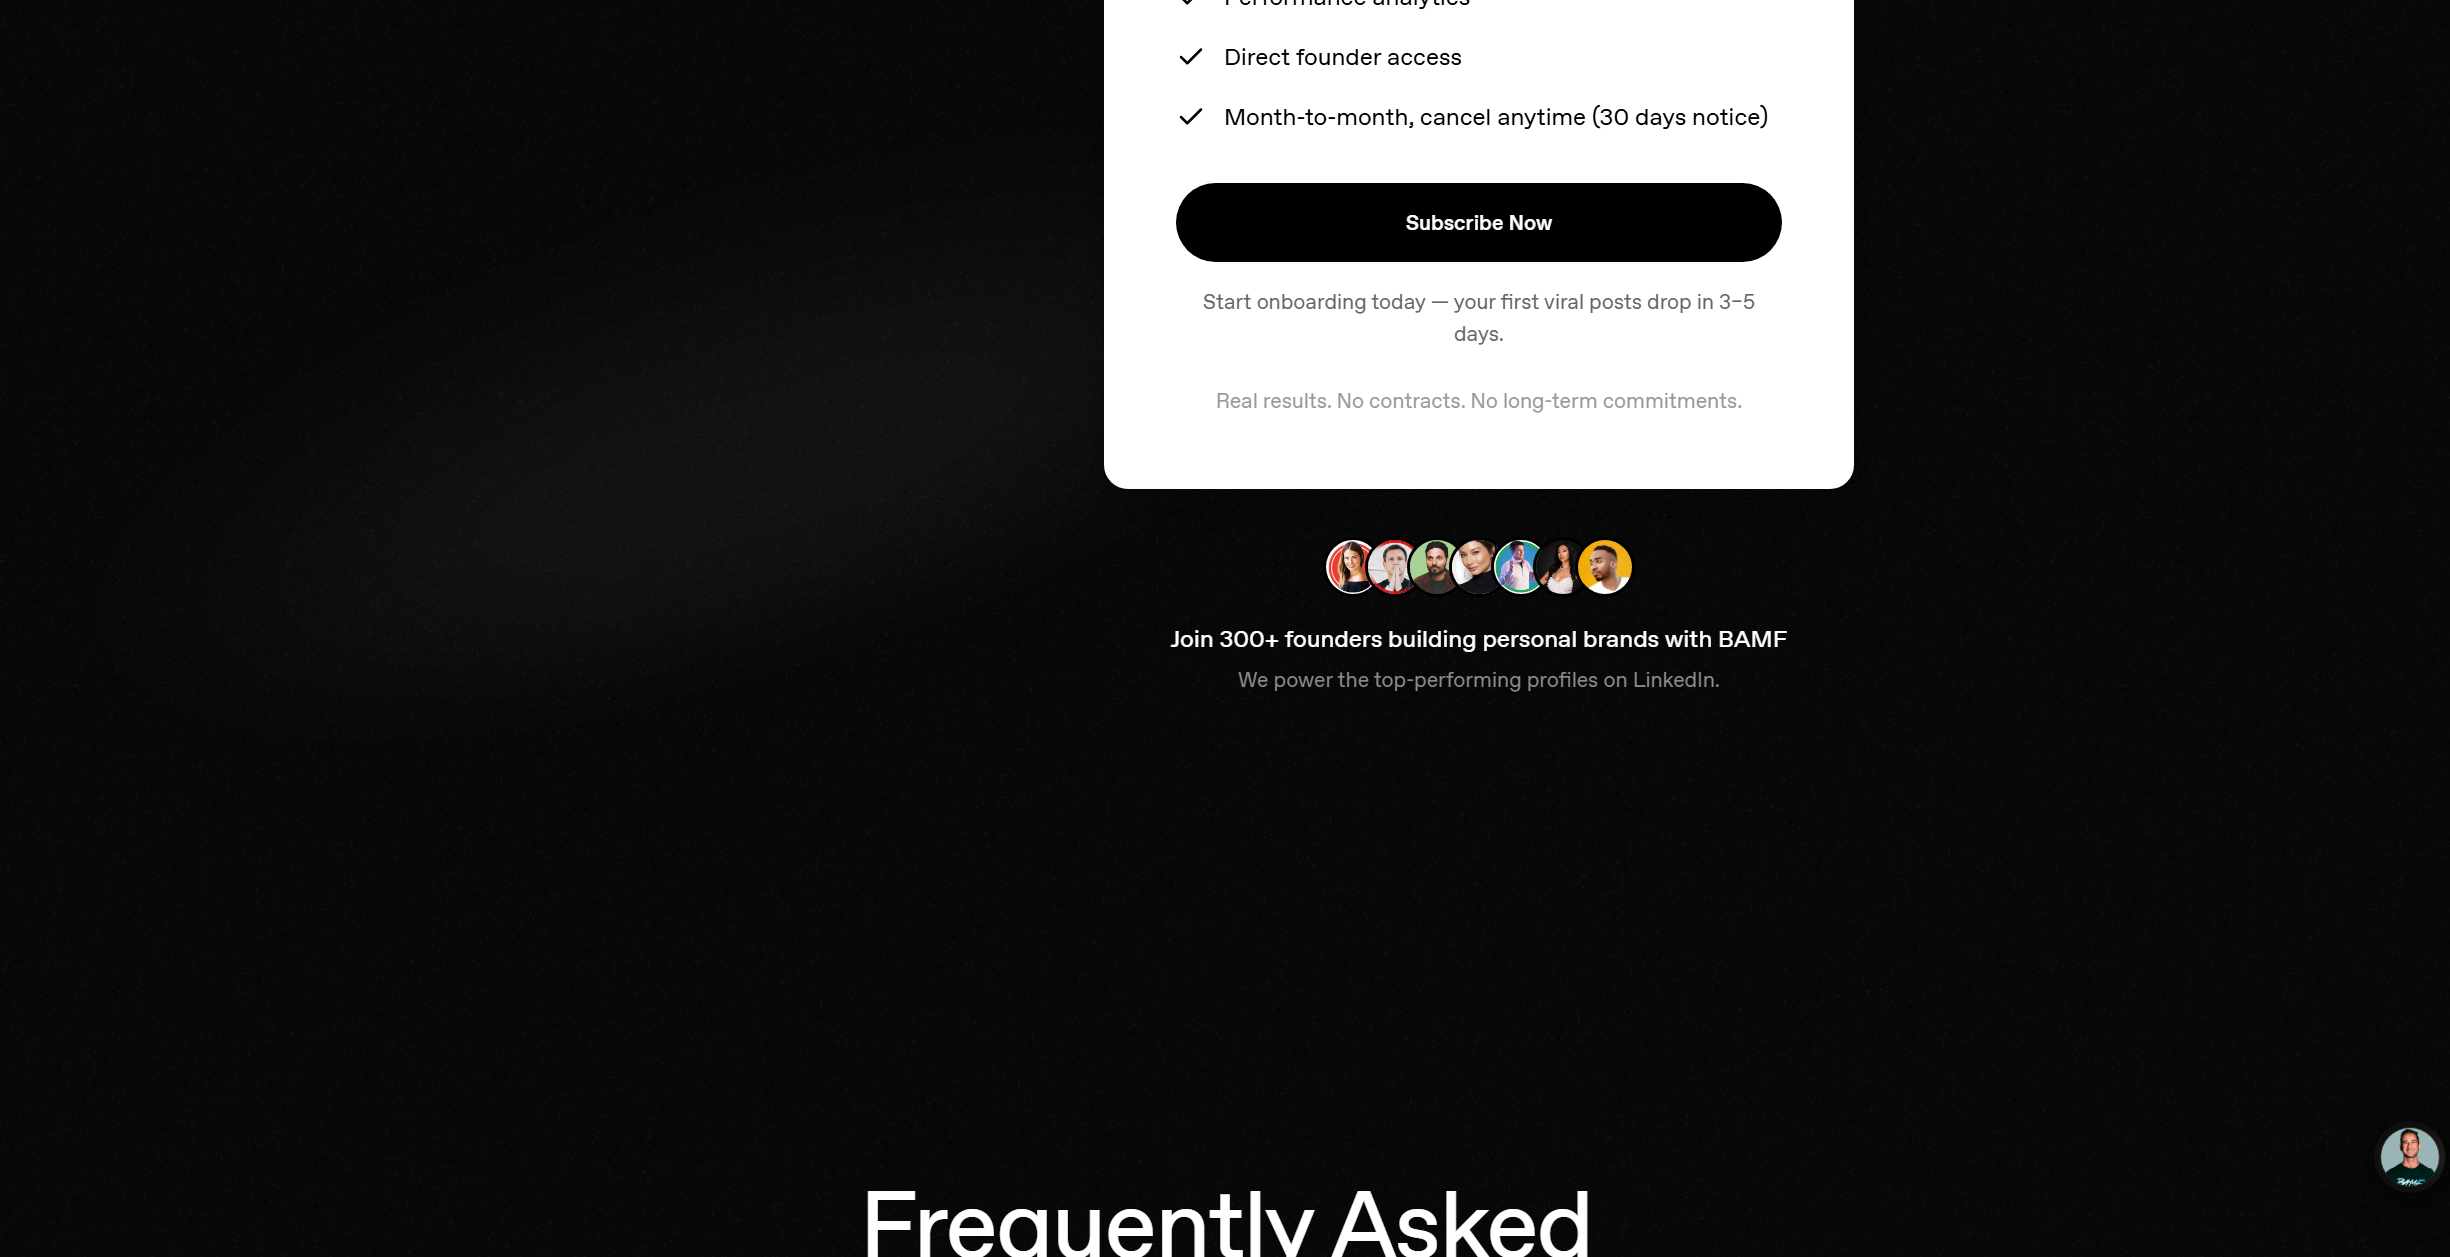 Performance analytics
Direct founder access
Month-to-month, cancel anytime (30 days notice)
Subscribe Now
Start onboarding today — your first viral posts drop in 3–5
days.
Real results. No contracts. No long-term commitments.
Join 300+ founders building personal brands with BAMF
We power the top-performing profiles on LinkedIn.
BAMF
Frequently Asked